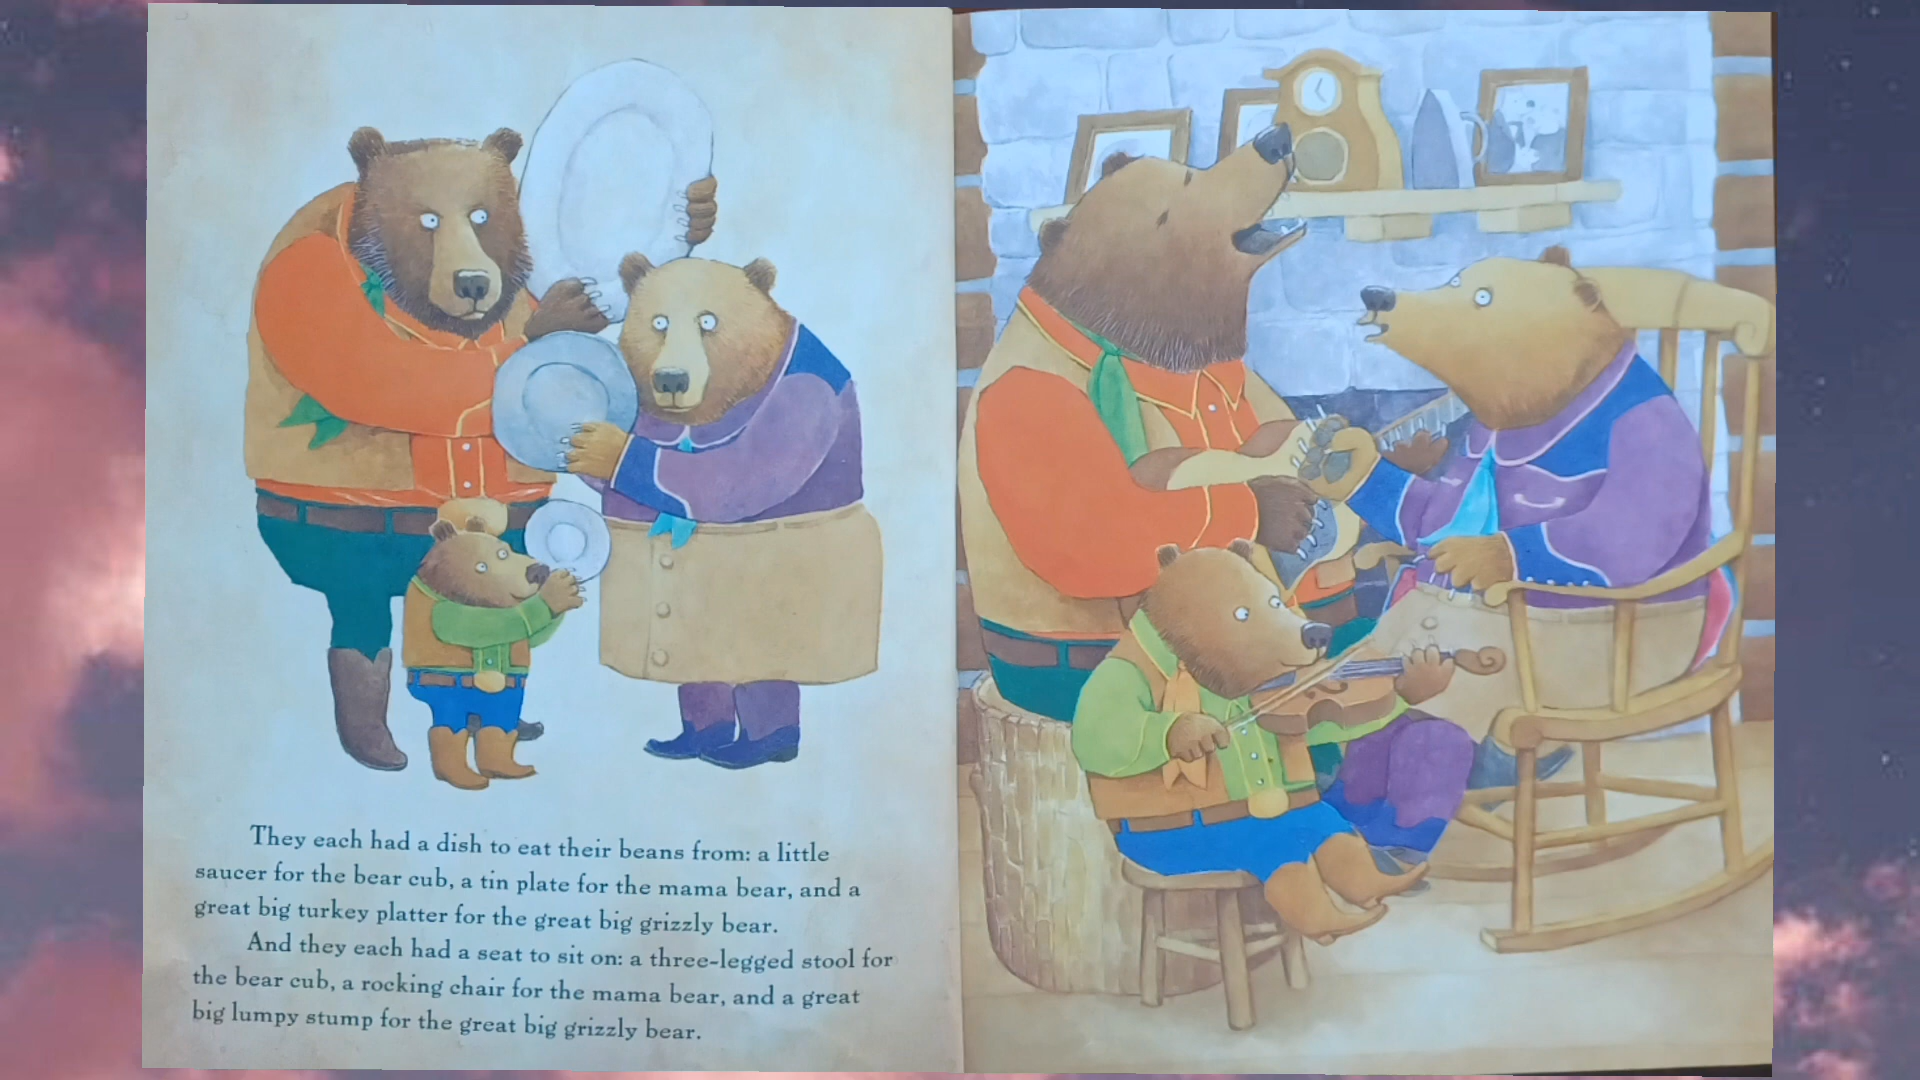 They each had a dish to eat their beans from: a little
saucer for the bear cub, a tin plate for the mama bear, and a
great big turkey platter for the great big grizzly bear.
And they each had a seat to sit on: a three-legged stool for
the bear cub, a rocking chair for the mama bear, and a great
big lumpy stump for the great big grizzly bear.